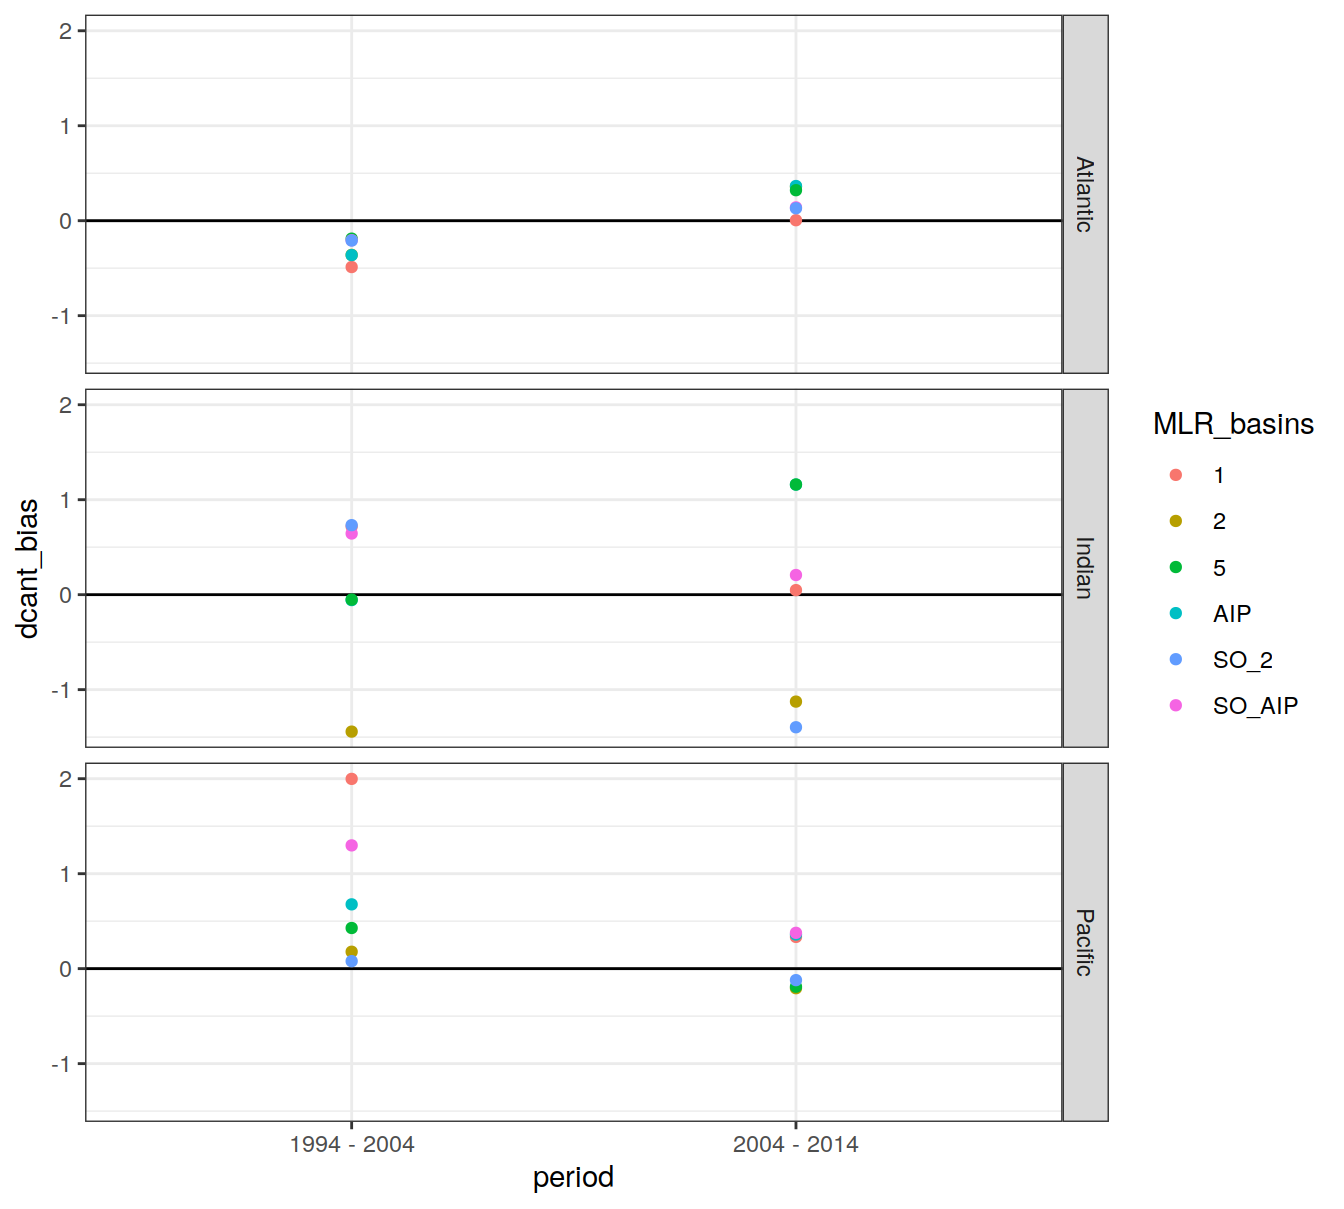 2
1
0
-1
Atlantic
2
1
0
-1
Indian
2
1
0
-1
Pacific
dcant_bias
1994 - 2004
2004 - 2014
period
MLR_basins
1
2
5
AIP
SO_2
SO_AIP